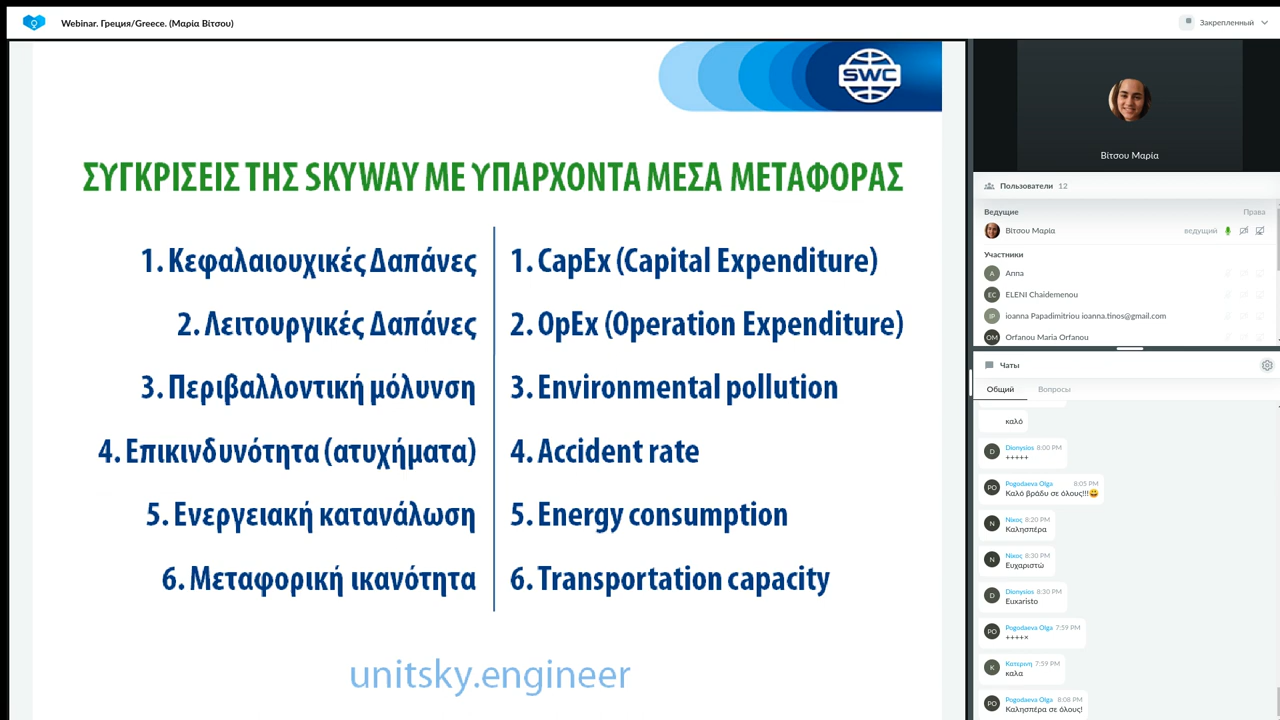 Webinar. Греция/Greece. (Μαρία Βίτσου)
Закрепленный
SWC
ΣΥΓΚΡΙΣΕΙΣ ΤΗΣ SKYWAY ΜΕ ΥΠΑΡΧΟΝΤΑ ΜΕΣΑ ΜΕΤΑΦΟΡΑΣ
1. Κεφαλαιουχικές Δαπάνες
1. CapEx (Capital Expenditure)
2. Λειτουργικές Δαπάνες
2. OpEx (Operation Expenditure)
3. Περιβαλλοντική μόλυνση
3. Environmental pollution
4. Επικινδυνότητα (ατυχήματα)
4. Accident rate
5. Ενεργειακή κατανάλωση
5. Energy consumption
6. Μεταφορική ικανότητα
6. Transportation capacity
unitsky.engineer
Βίτσου Μαρία
Пользователи 12
Ведущие Права
Βίτσου Μαρία ведущий
Участники
A Anna
EC ELENI Chaidemenou
IP ioanna Papadimitriou ioanna.tinos@gmail.com
OM Orfanou Maria Orfanou
Чаты
Общий Вопросы
καλό
D Dionysios 8:00 PM
+++++
PO Pogodaeva Olga 8:05 PM
Καλό βράδυ σε όλους!!!😀
N Νίκος 8:20 PM
Καλησπέρα
N Νίκος 8:30 PM
Ευχαριστώ
D Dionysios 8:30 PM
Euxaristo
PO Pogodaeva Olga 7:59 PM
++++×
K Κατερινη 7:59 PM
καλα
PO Pogodaeva Olga 8:08 PM
Καλησπέρα σε όλους!